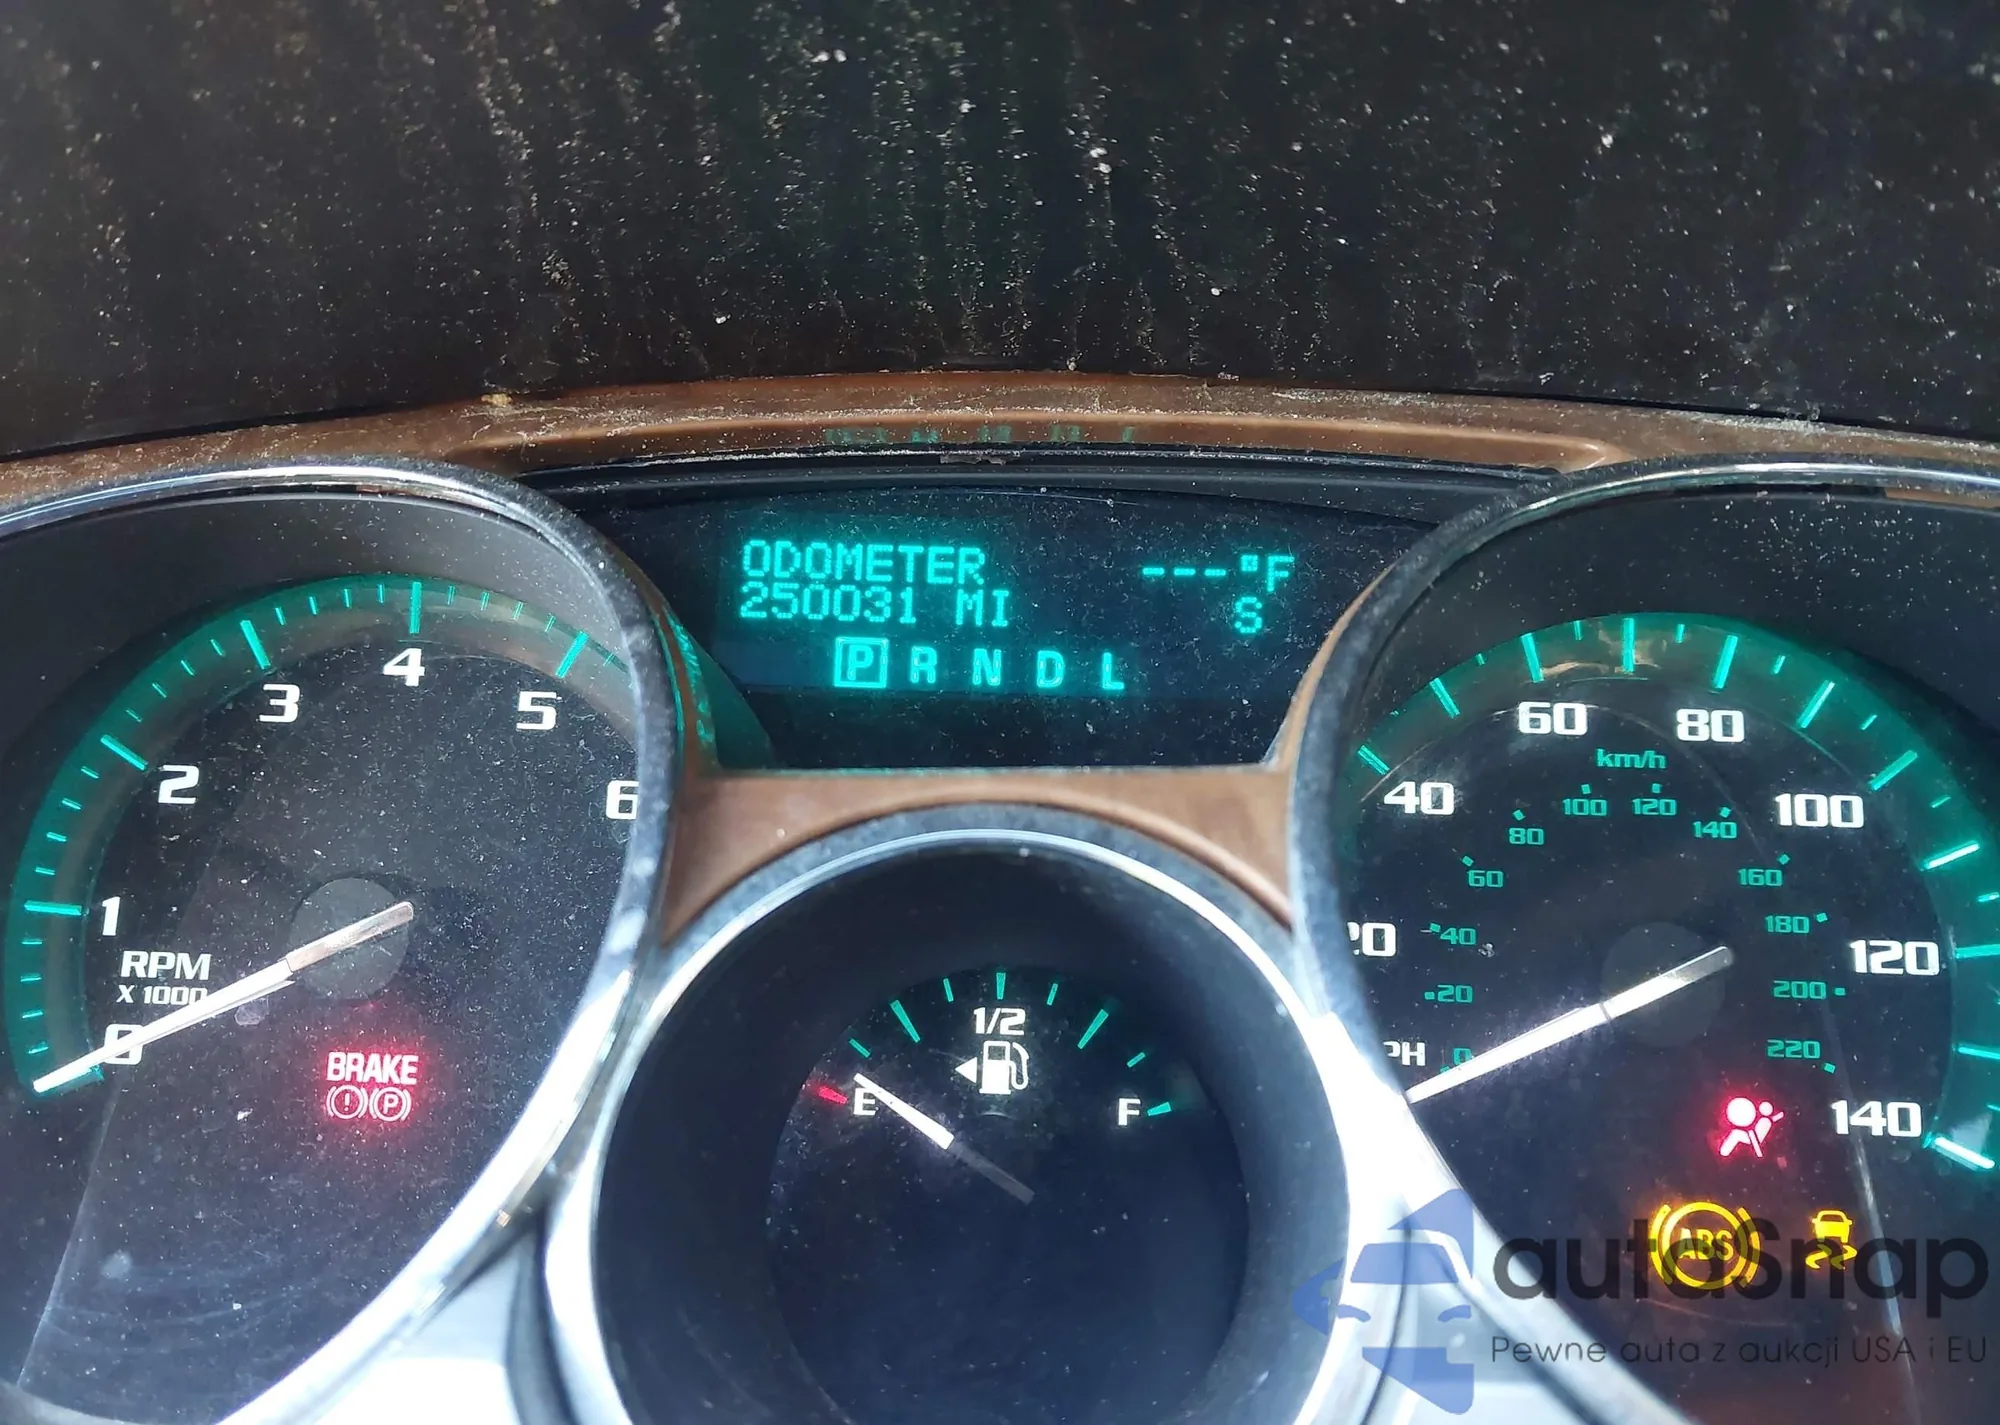 ODOMETER ---°F
250031 MI S
P R N D L
0 1 2 3 4 5 6
RPM
X 1000
BRAKE
(!) (P)
1/2
E F
40 60 80 100 120 140
km/h
0 20 40 60 80 100 120 140 160 180 200 220
ABS
autoSnap
Pewne auta z aukcji USA i EU